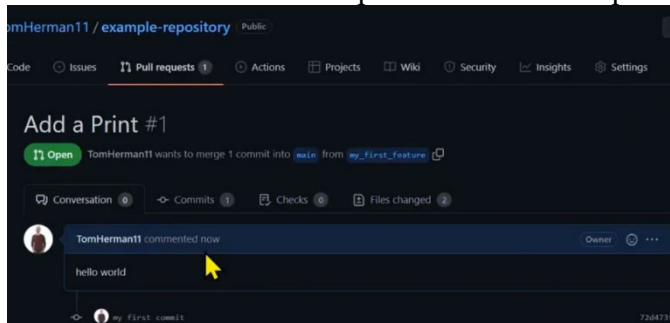 omHerman11 / example-repository Public
Code Issues Pull requests 1 Actions Projects Wiki Security Insights Settings
Add a Print #1
Open TomHerman11 wants to merge 1 commit into main from my_first_feature
Conversation 0 Commits 1 Checks 0 Files changed 2
TomHerman11 commented now Owner ...
hello world
my first commit 72d473